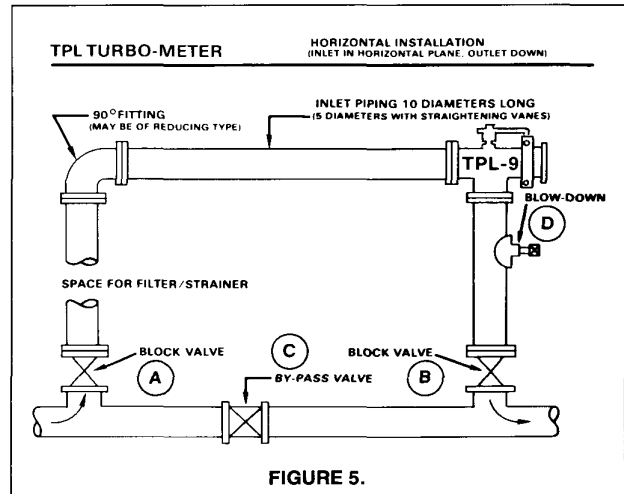 TPL TURBO-METER
HORIZONTAL INSTALLATION
(INLET IN HORIZONTAL PLANE, OUTLET DOWN)
90° FITTING
(MAY BE OF REDUCING TYPE)
INLET PIPING 10 DIAMETERS LONG
(5 DIAMETERS WITH STRAIGHTENING VANES)
TPL-9
BLOW-DOWN
D
SPACE FOR FILTER/STRAINER
BLOCK VALVE
A
C
BY-PASS VALVE
BLOCK VALVE
B
FIGURE 5.